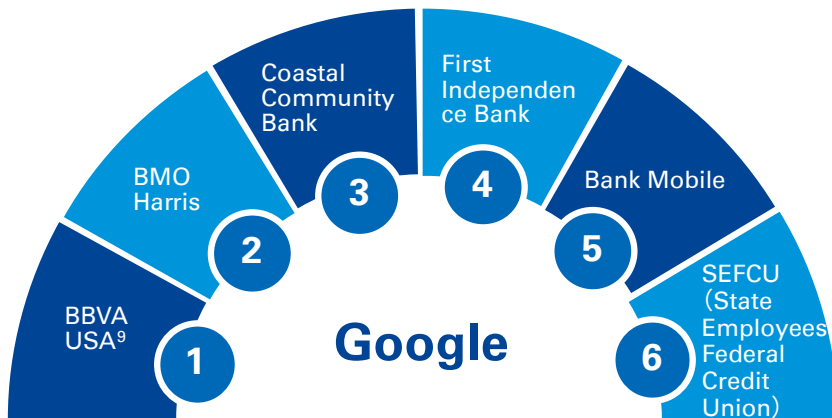 BBVA
USA⁹
1
BMO
Harris
2
Coastal
Community
Bank
3
First
Independen
ce Bank
4
Bank Mobile
5
SEFCU
（State
Employees
Federal
Credit
Union）
6
Google